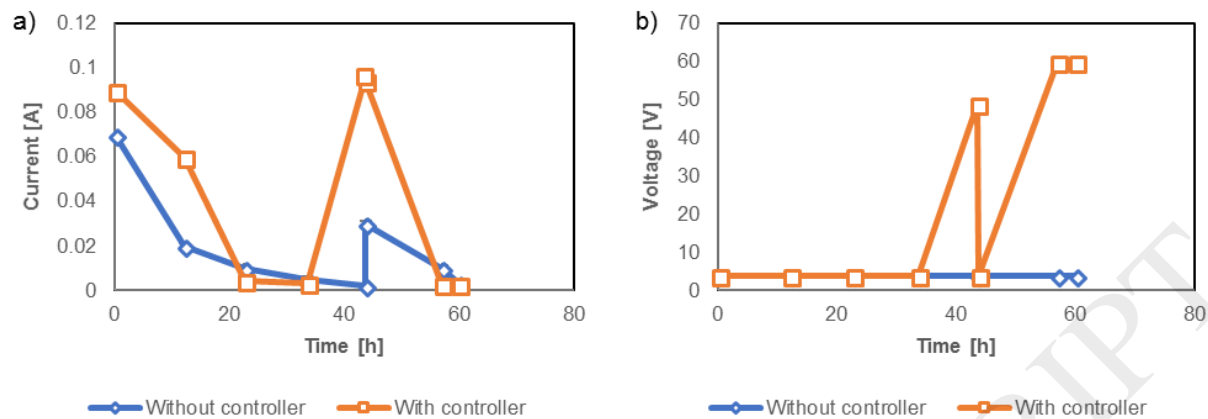 a)
Current [A]
0.12
0.1
0.08
0.06
0.04
0.02
0
0 20 40 60 80
Time [h]
Without controller With controller
b)
Voltage [V]
70
60
50
40
30
20
10
0
0 20 40 60 80
Time [h]
Without controller With controller
RIPT